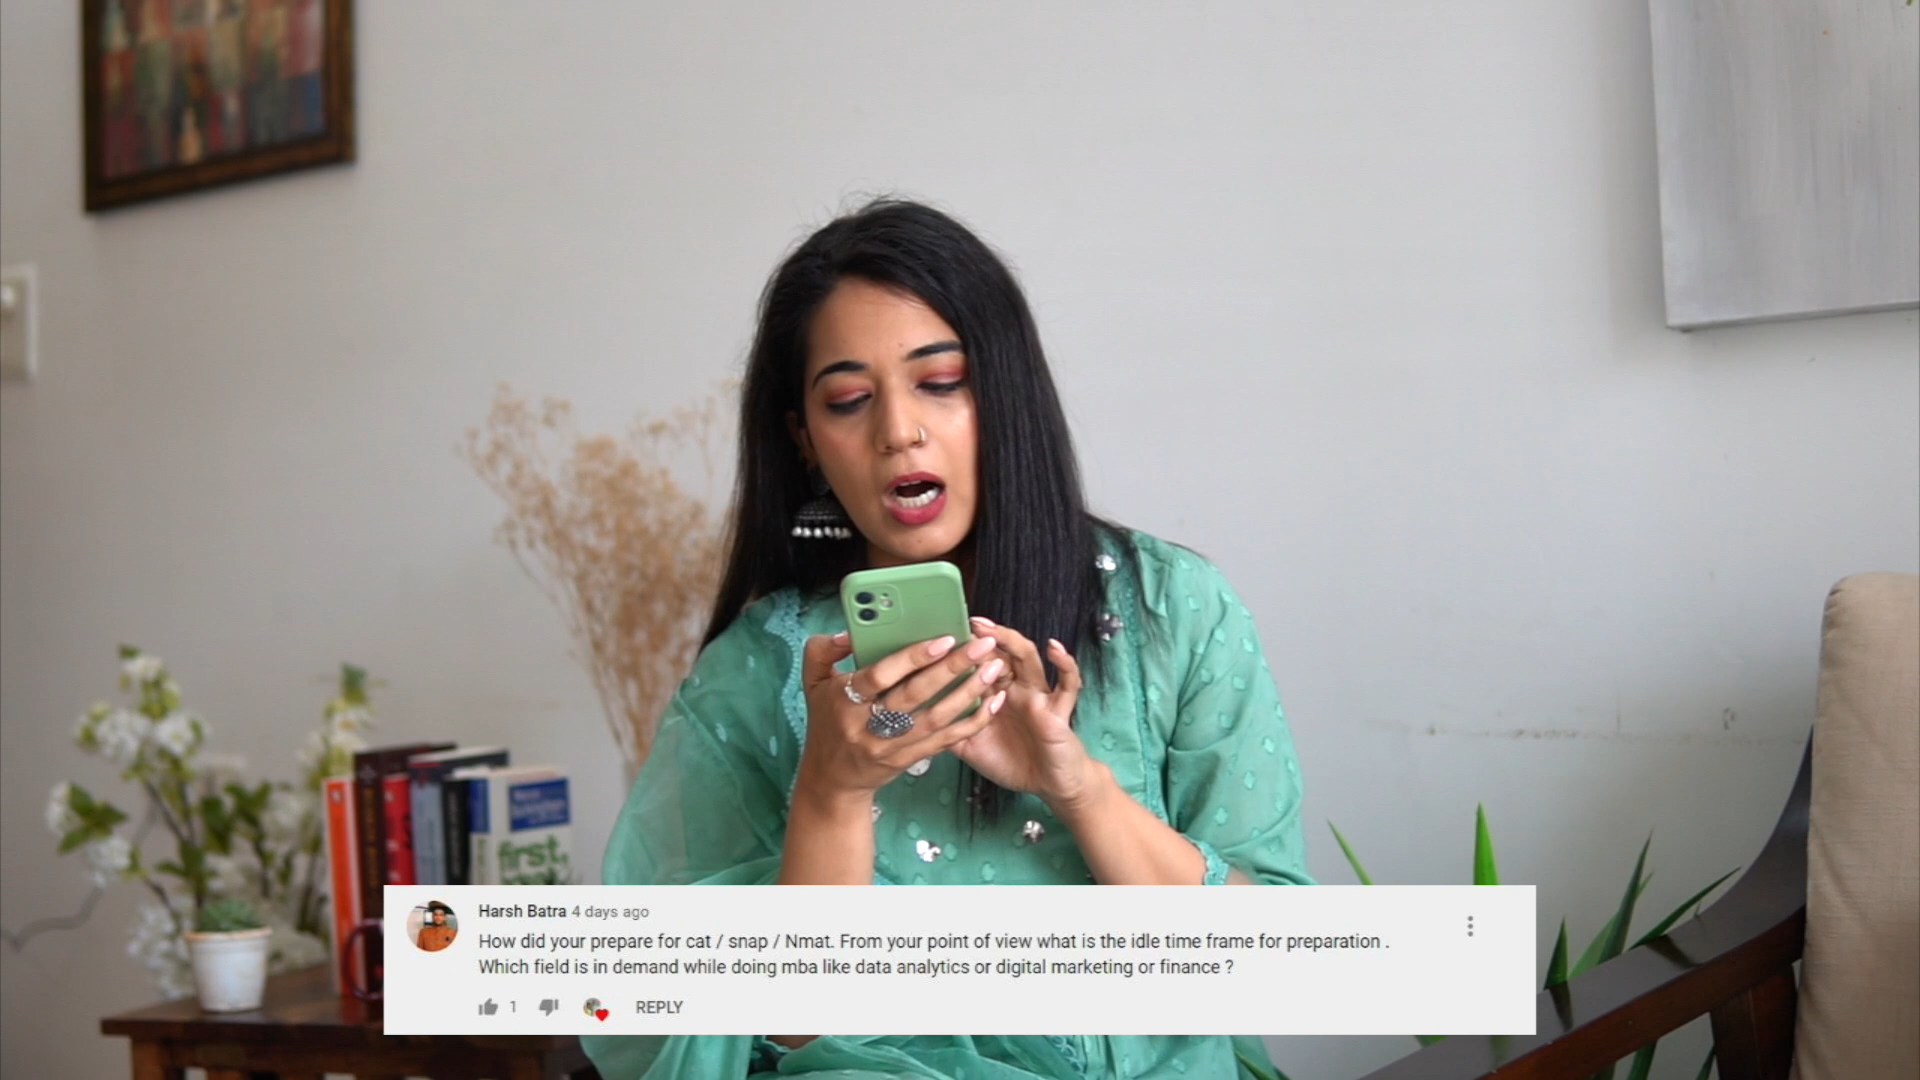 first,
Harsh Batra 4 days ago
How did your prepare for cat / snap / Nmat. From your point of view what is the idle time frame for preparation .
Which field is in demand while doing mba like data analytics or digital marketing or finance ?
1 REPLY